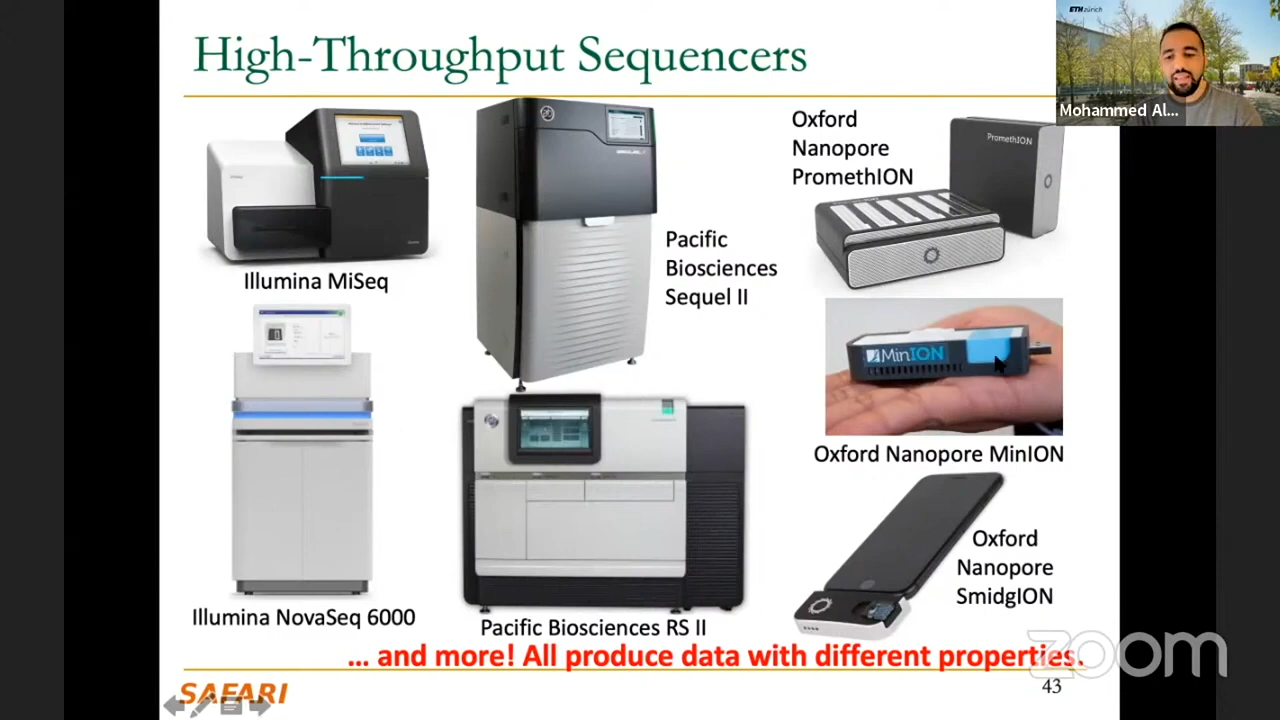 High-Throughput Sequencers
ETH zürich
Mohammed Al...
Illumina MiSeq
Pacific
Biosciences
Sequel II
Oxford
Nanopore
PromethION
PromethION
MinION
Oxford Nanopore MinION
Illumina NovaSeq 6000
Pacific Biosciences RS II
Oxford
Nanopore
SmidgION
... and more! All produce data with different properties.
zoom
SAFARI
43